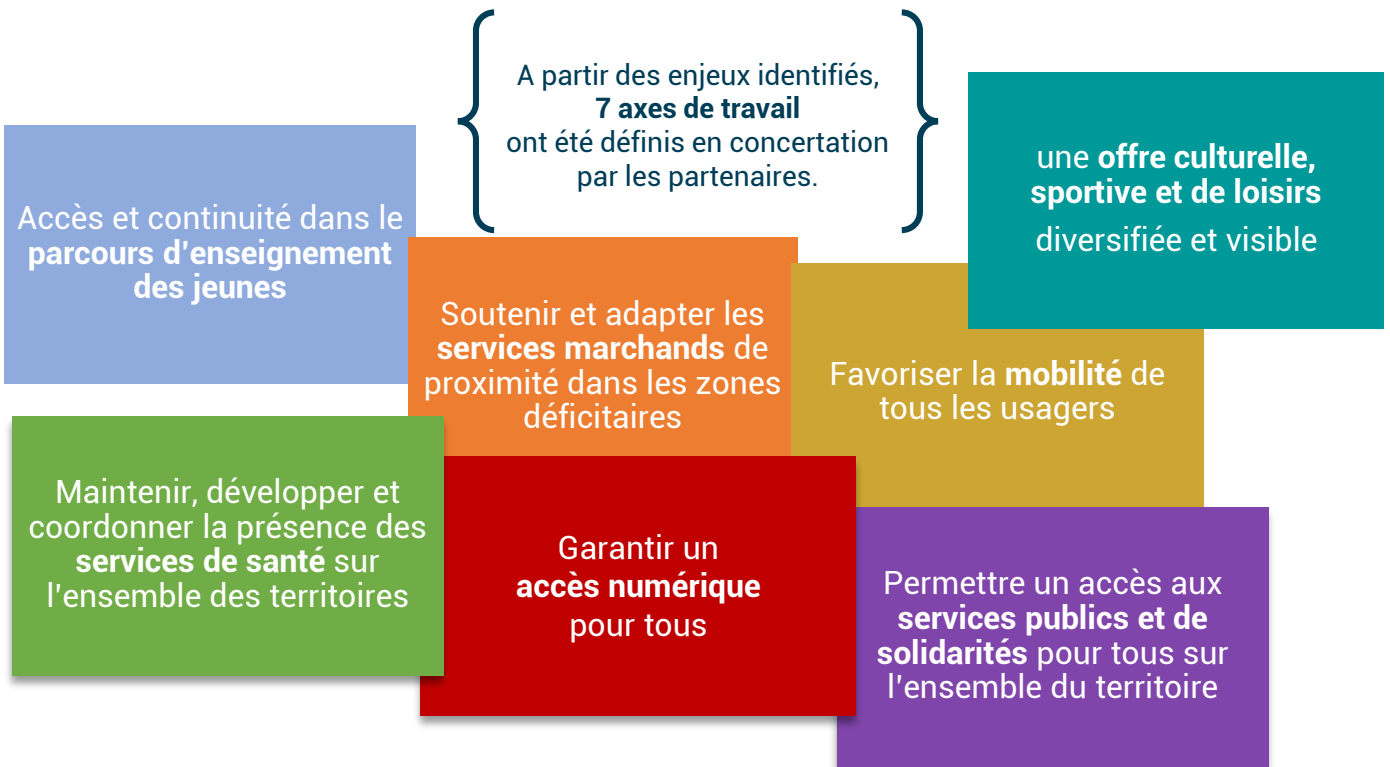 A partir des enjeux identifiés,
7 axes de travail
ont été définis en concertation
par les partenaires.
une offre culturelle,
sportive et de loisirs
diversifiée et visible
Accès et continuité dans le
parcours d'enseignement
des jeunes
Soutenir et adapter les
services marchands de
proximité dans les zones
déficitaires
Favoriser la mobilité de
tous les usagers
Maintenir, développer et
coordonner la présence des
services de santé sur
l'ensemble des territoires
Garantir un
accès numérique
pour tous
Permettre un accès aux
services publics et de
solidarités pour tous sur
l'ensemble du territoire